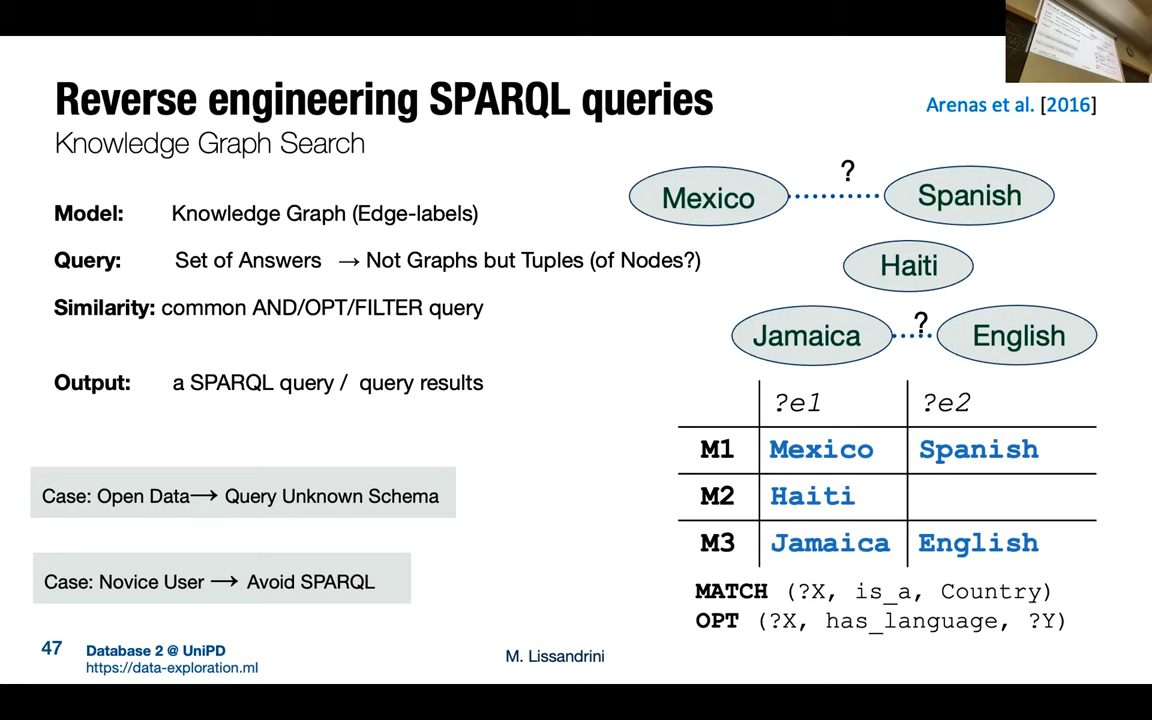 Reverse engineering SPARQL queries
Arenas et al. [2016]
Knowledge Graph Search
Model: Knowledge Graph (Edge-labels)
Query: Set of Answers → Not Graphs but Tuples (of Nodes?)
Similarity: common AND/OPT/FILTER query
Output: a SPARQL query / query results
Case: Open Data→ Query Unknown Schema
Case: Novice User → Avoid SPARQL
Mexico ? Spanish
Haiti
Jamaica ? English
?e1 ?e2
M1 Mexico Spanish
M2 Haiti
M3 Jamaica English
MATCH (?X, is_a, Country)
OPT (?X, has_language, ?Y)
47
Database 2 @ UniPD
https://data-exploration.ml
M. Lissandrini